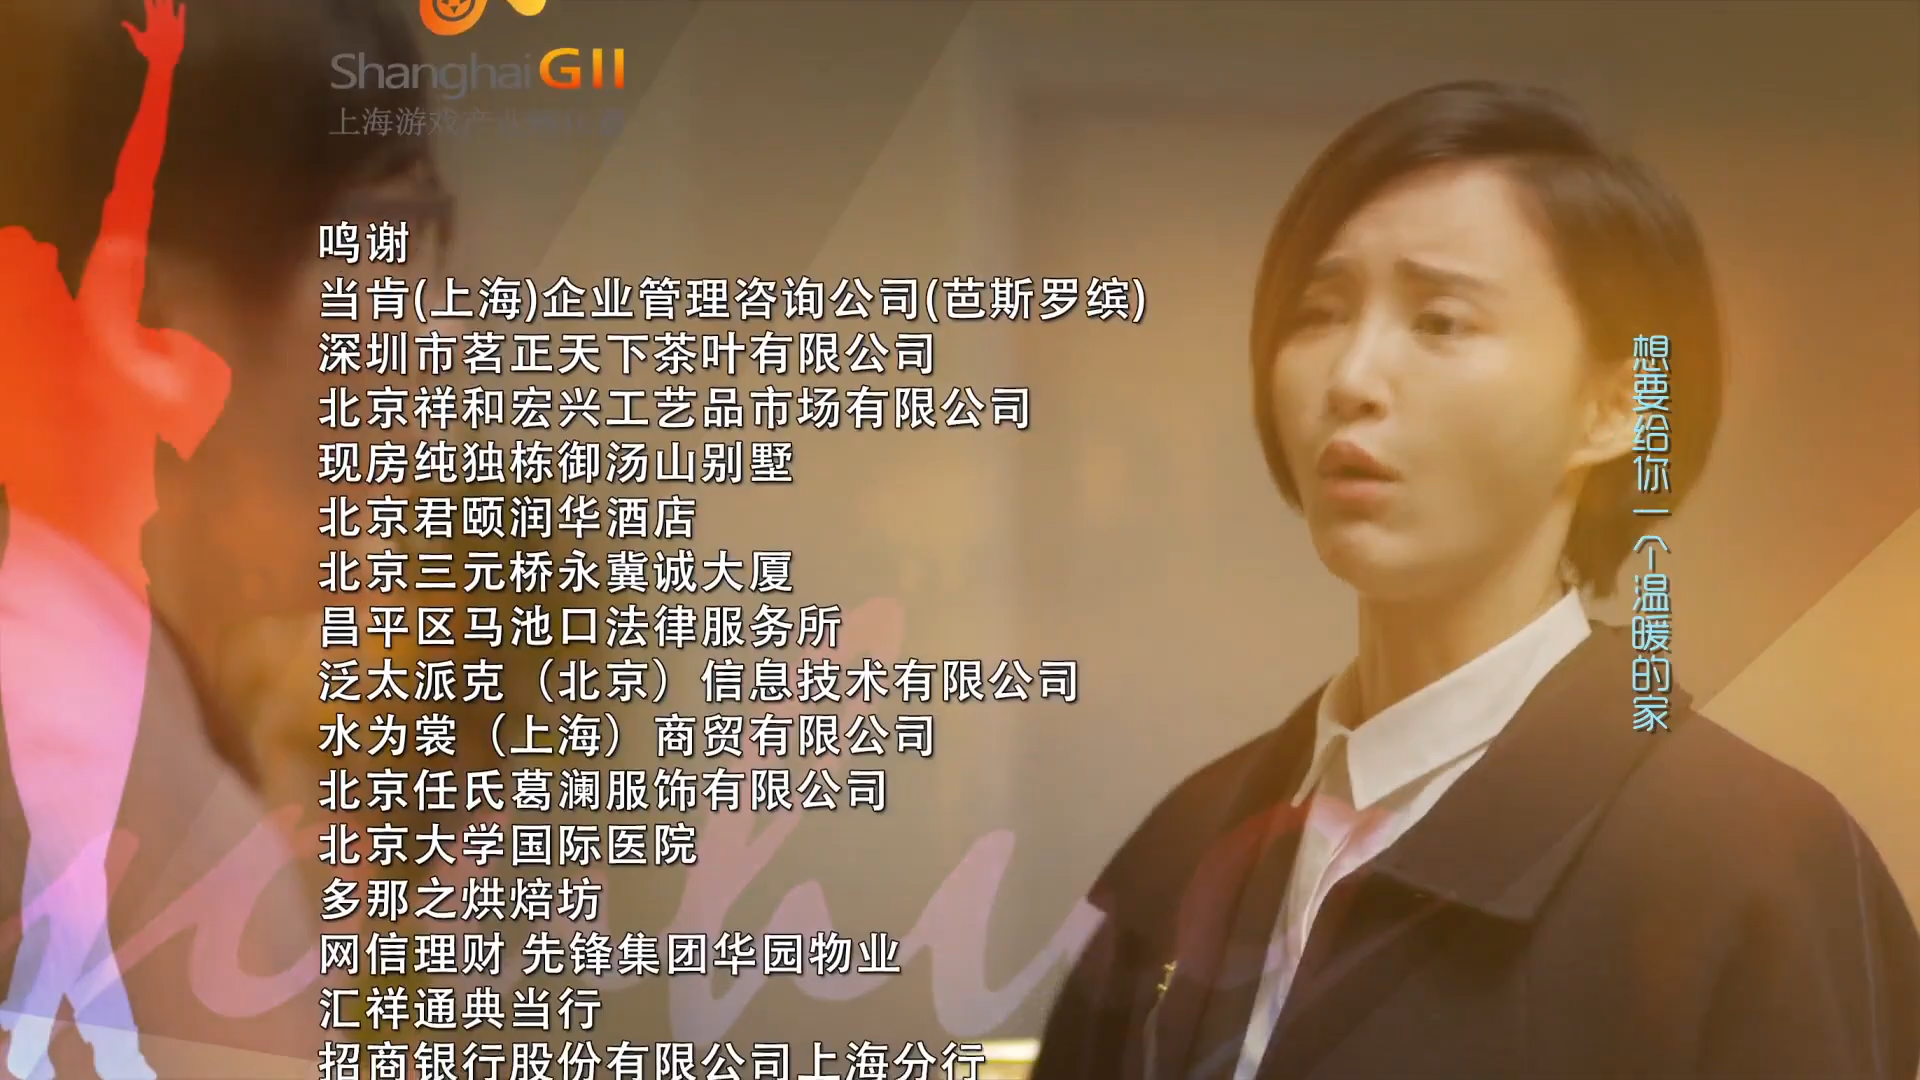 Shanghai GII
上海游戏产业
鸣谢
当肯(上海)企业管理咨询公司(芭斯罗缤)
深圳市茗正天下茶叶有限公司
北京祥和宏兴工艺品市场有限公司
现房纯独栋御汤山别墅
北京君颐润华酒店
北京三元桥永冀诚大厦
昌平区马池口法律服务所
泛太派克（北京）信息技术有限公司
水为裳（上海）商贸有限公司
北京任氏葛澜服饰有限公司
北京大学国际医院
多那之烘焙坊
网信理财 先锋集团华园物业
汇祥通典当行
招商银行股份有限公司上海分行
想要给你一个温暖的家